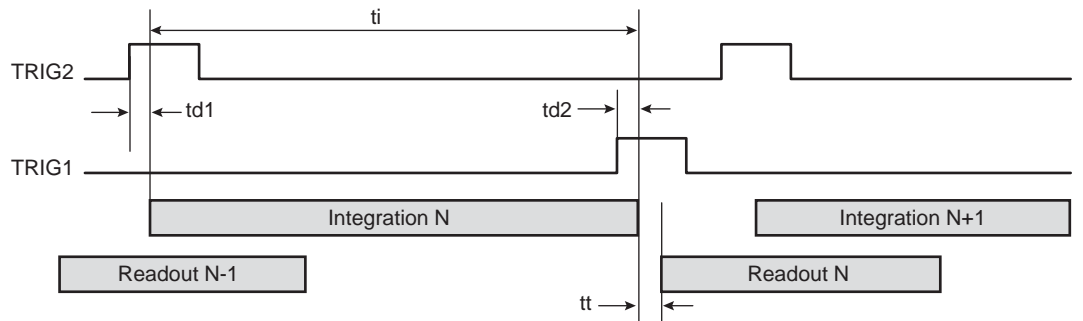 ti
TRIG2
td1
td2
TRIG1
Integration N
Integration N+1
Readout N-1
Readout N
tt